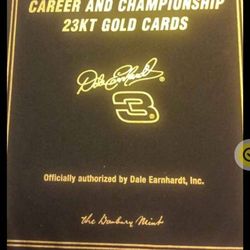 CAREER AND CHAMPIONSHIP
23KT GOLD CARDS
Dale Earnhardt
3
Officially authorized by Dale Earnhardt, Inc.
The Danbury Mint